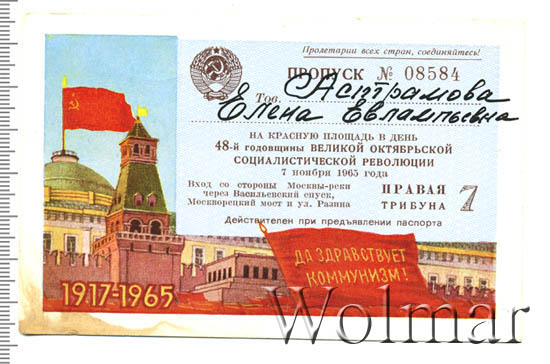 Пролетарии всех стран, соединяйтесь!
ПРОПУСК № 08584
Тов.
Елена Евлампьевна
НА КРАСНУЮ ПЛОЩАДЬ В ДЕНЬ
48-й годовщины ВЕЛИКОЙ ОКТЯБРЬСКОЙ
СОЦИАЛИСТИЧЕСКОЙ РЕВОЛЮЦИИ
7 ноября 1965 года
Вход со стороны Москвы-реки
через Васильевский спуск,
Москворецкий мост и ул. Разина
ПРАВАЯ
ТРИБУНА 7
Действителен при предъявлении паспорта
ДА ЗДРАВСТВУЕТ
КОММУНИЗМ!
1917-1965
Wolmar